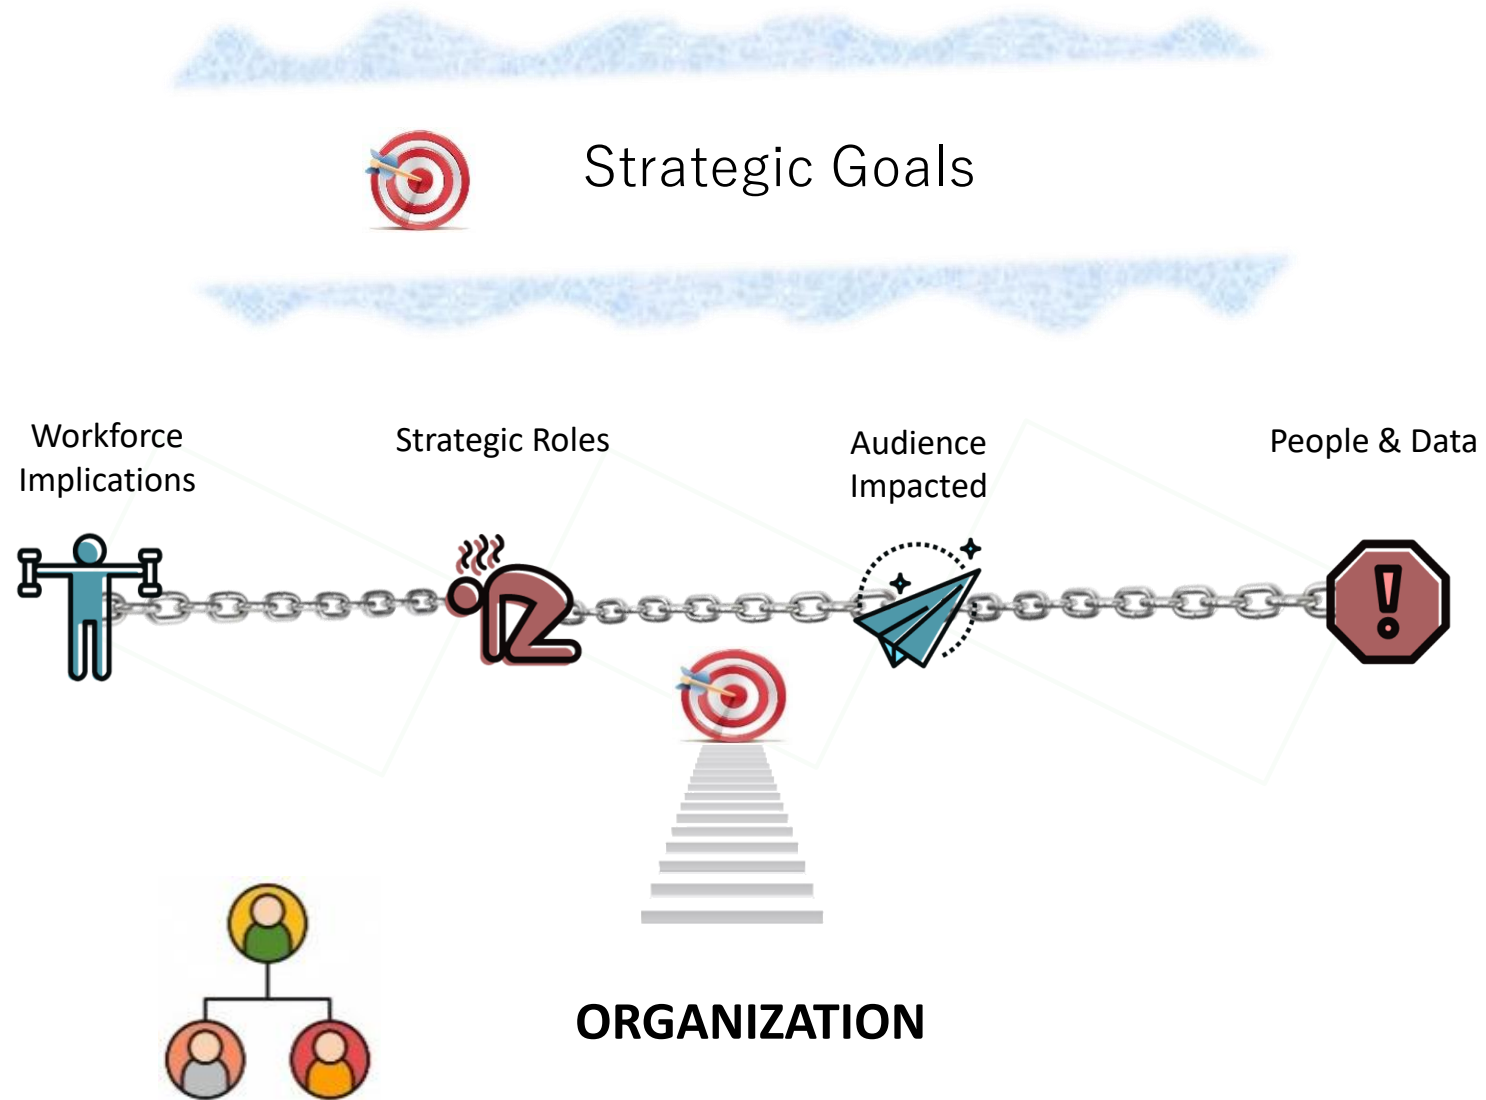 Strategic Goals
Workforce
Implications
Strategic Roles
Audience
Impacted
People & Data
ORGANIZATION